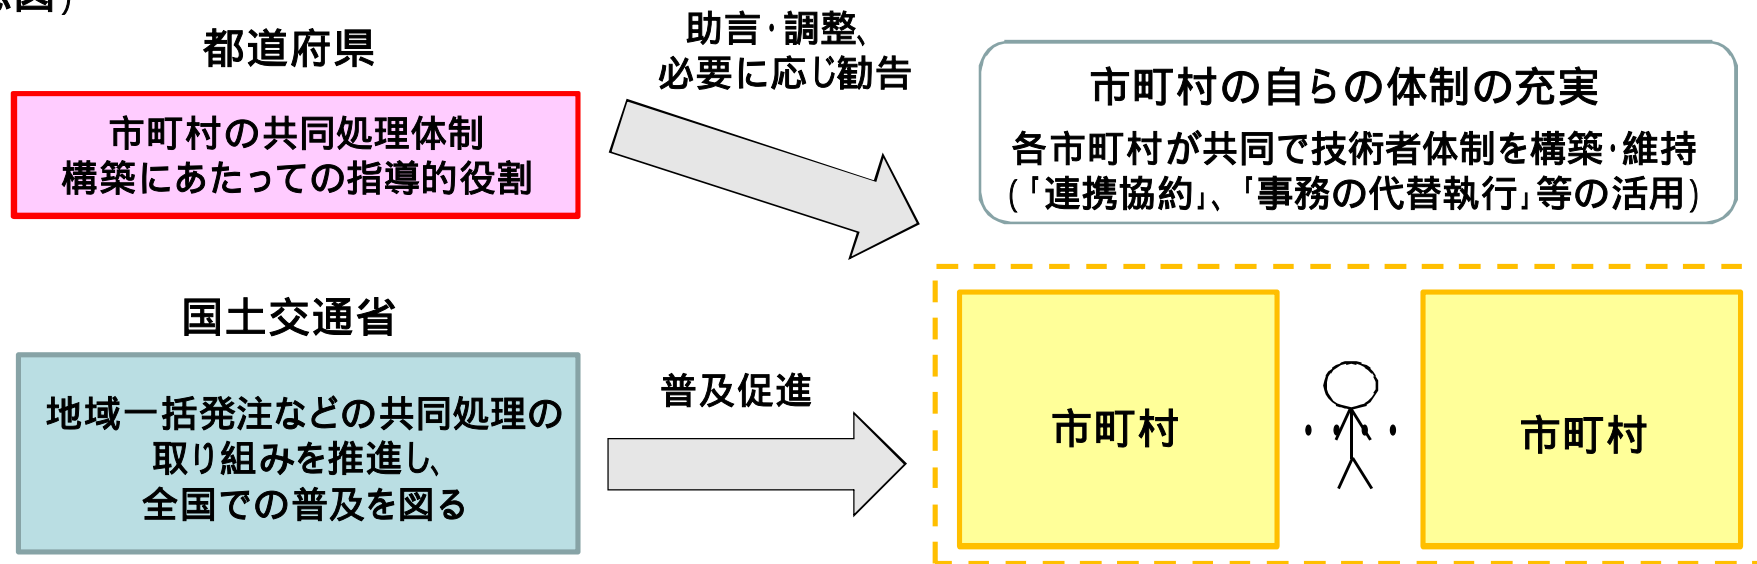 図)
都道府県
市町村の共同処理体制
構築にあたっての指導的役割
助言・調整、
必要に応じ勧告
市町村の自らの体制の充実
各市町村が共同で技術者体制を構築・維持
(「連携協約」、「事務の代替執行」等の活用)
国土交通省
地域一括発注などの共同処理の
取り組みを推進し、
全国での普及を図る
普及促進
市町村
市町村